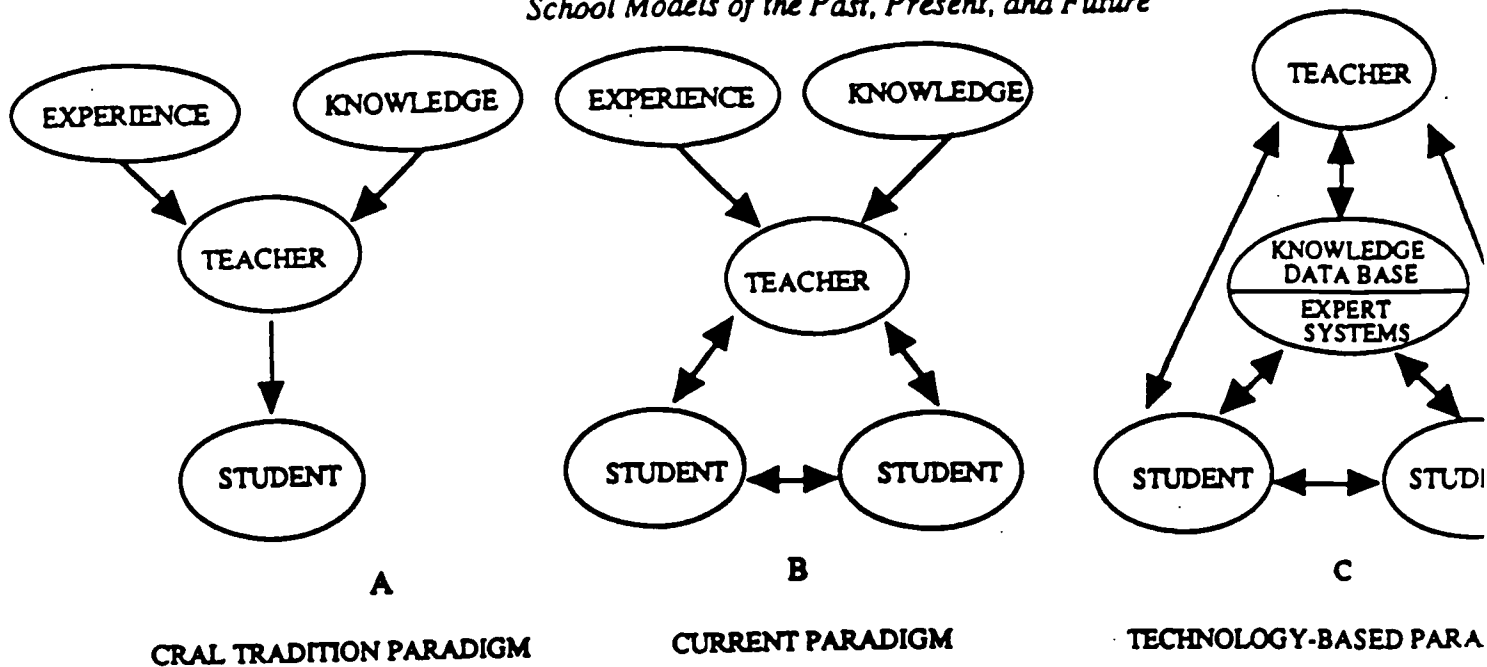 School Models of the Past, Present, and Future
EXPERIENCE
KNOWLEDGE
TEACHER
STUDENT
A
CRAL TRADITION PARADIGM
EXPERIENCE
KNOWLEDGE
TEACHER
STUDENT
STUDENT
B
CURRENT PARADIGM
TEACHER
KNOWLEDGE
DATA BASE
EXPERT
SYSTEMS
STUDENT
STUD
C
TECHNOLOGY-BASED PARA